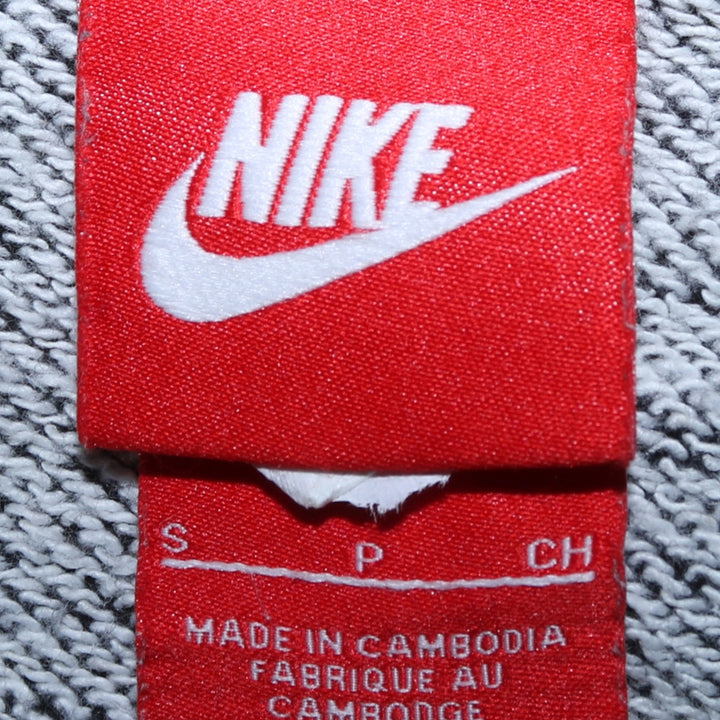 NIKE
S P CH
MADE IN CAMBODIA
FABRIQUE AU
CAMBODGE